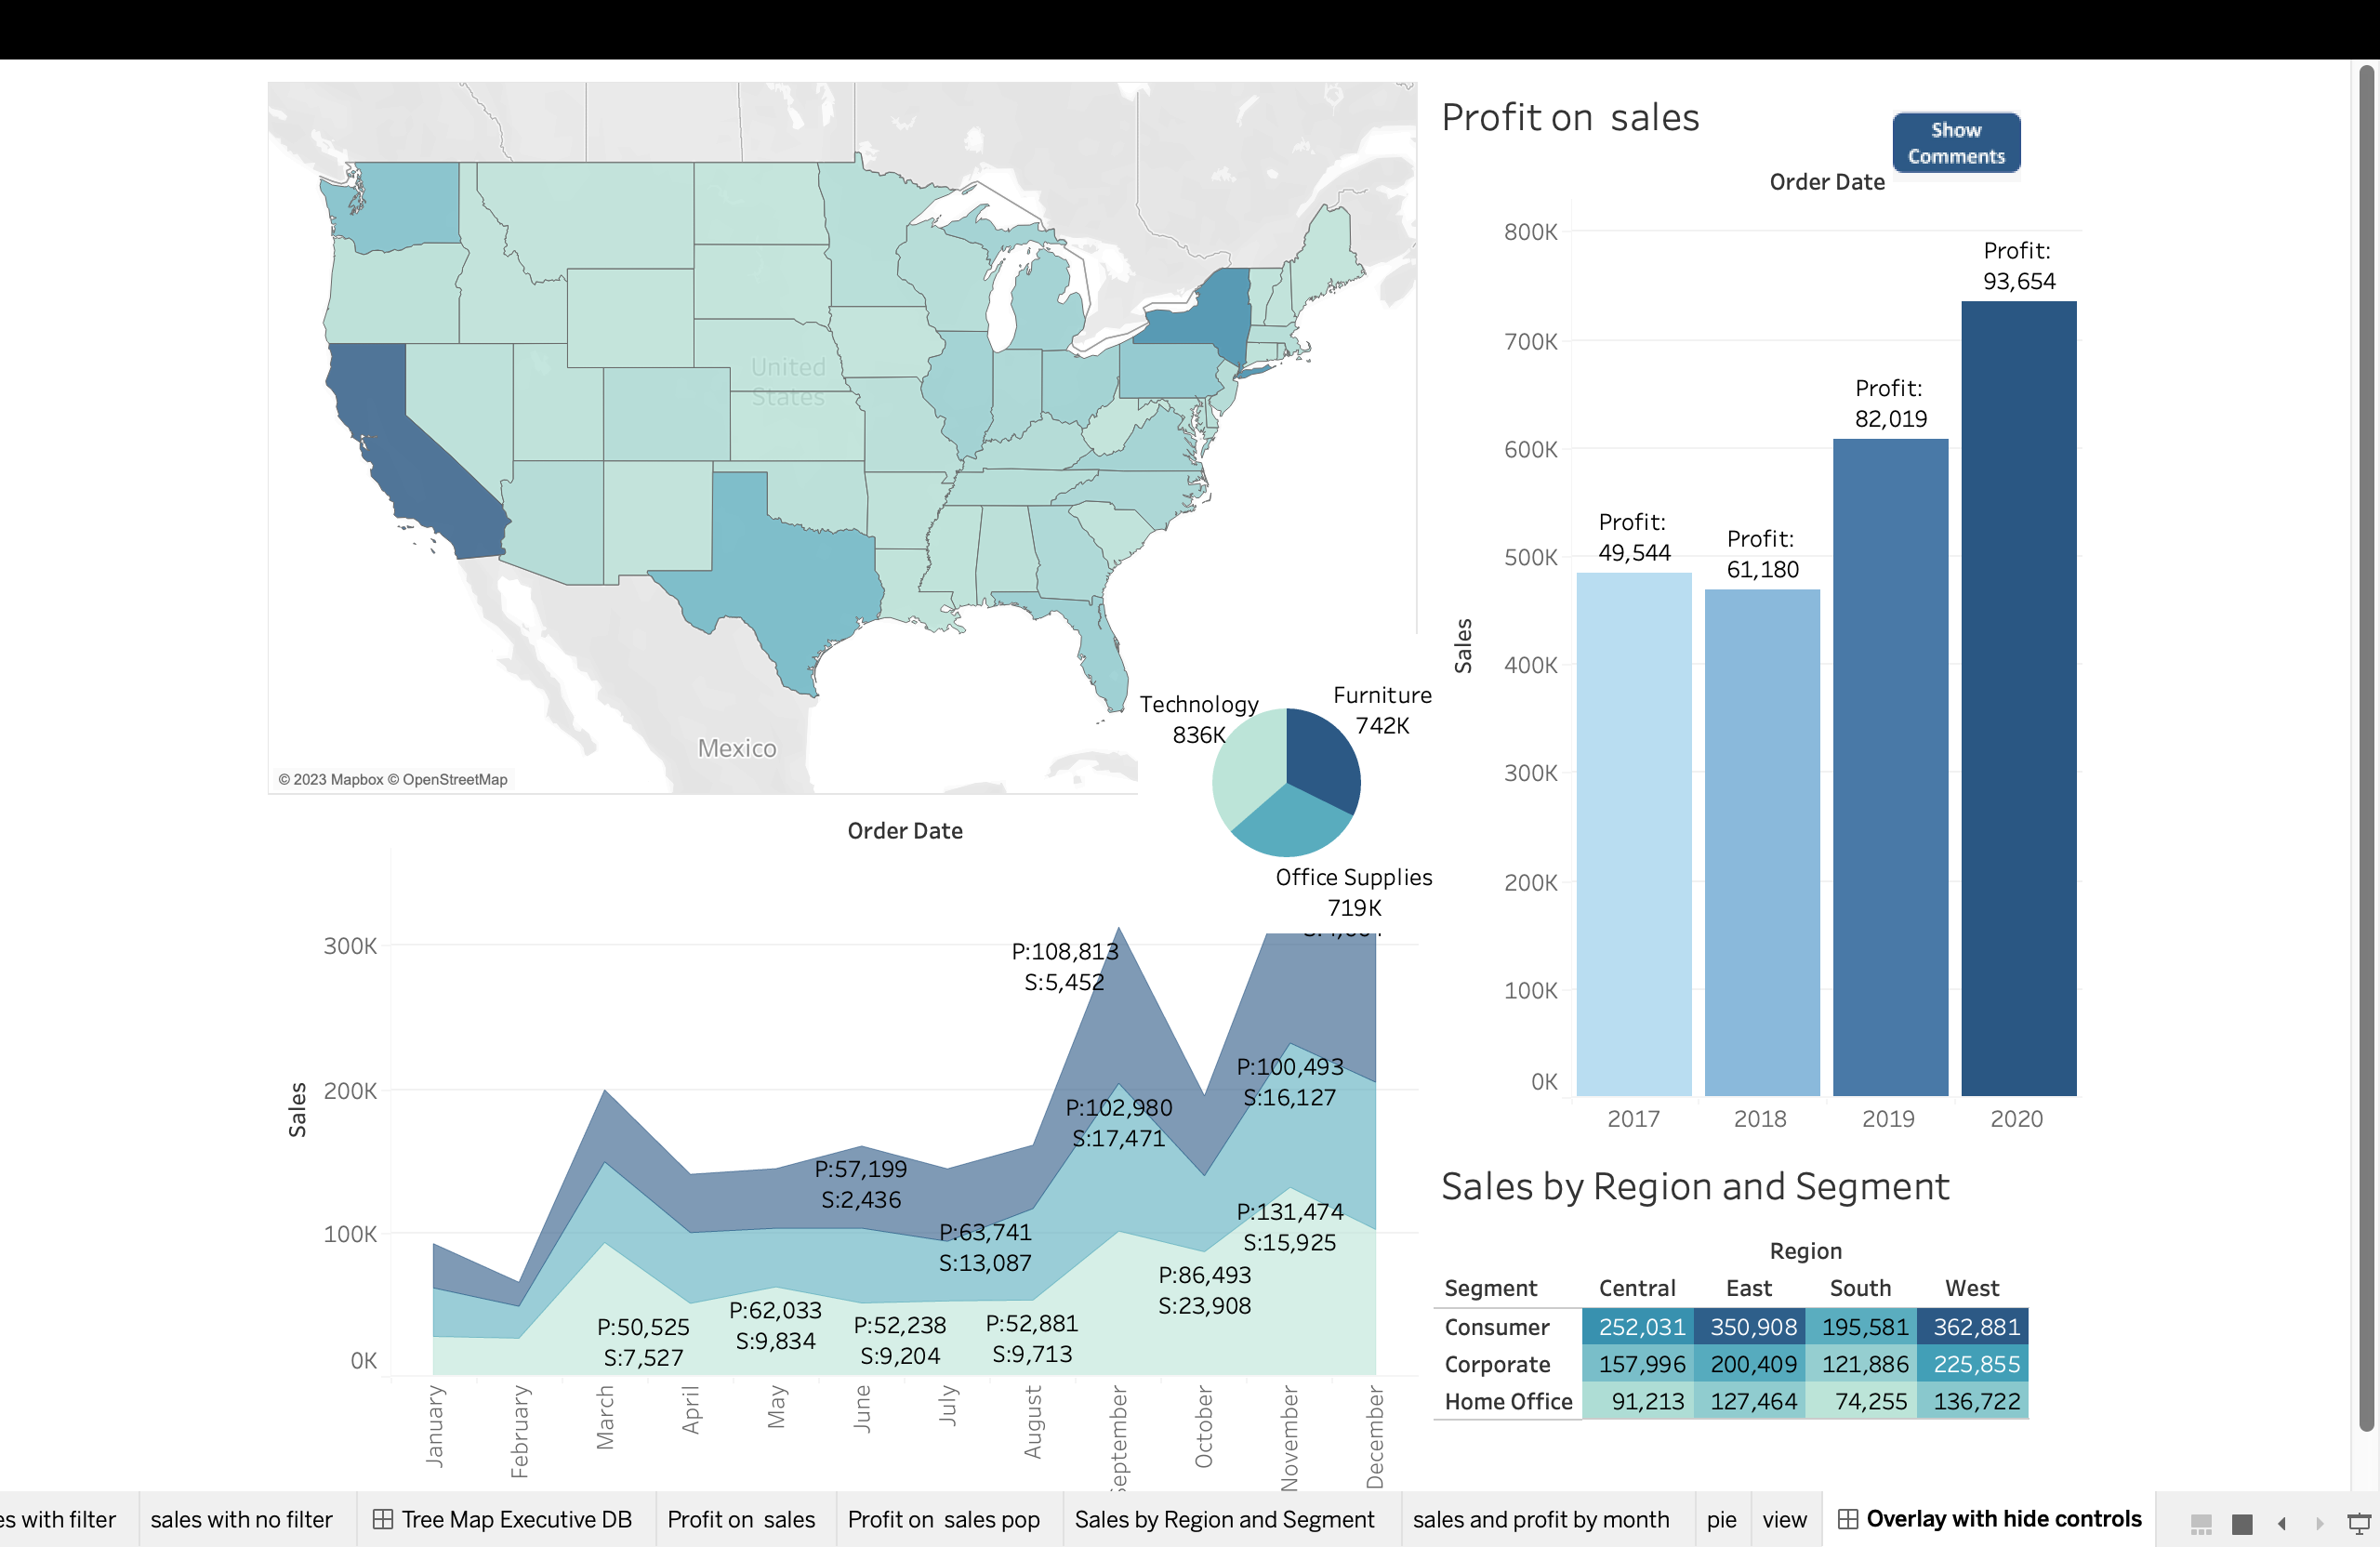 United
States
Mexico
© 2023 Mapbox © OpenStreetMap
Profit on sales
Show
Comments
Order Date
800K
700K
600K
500K
400K
300K
200K
100K
0K
Sales
Profit:
49,544
Profit:
61,180
Profit:
82,019
Profit:
93,654
2017
2018
2019
2020
Technology
836K
Furniture
742K
Office Supplies
719K
Order Date
300K
200K
100K
0K
Sales
P:108,813
S:5,452
P:100,493
S:16,127
P:102,980
S:17,471
P:57,199
S:2,436
P:63,741
S:13,087
P:131,474
S:15,925
P:86,493
S:23,908
P:50,525
S:7,527
P:62,033
S:9,834
P:52,238
S:9,204
P:52,881
S:9,713
January
February
March
April
May
June
July
August
eptember
October
November
December
Sales by Region and Segment
Region
Segment Central East South West
Consumer 252,031 350,908 195,581 362,881
Corporate 157,996 200,409 121,886 225,855
Home Office 91,213 127,464 74,255 136,722
es with filter
sales with no filter
Tree Map Executive DB
Profit on sales
Profit on sales pop
Sales by Region and Segment
sales and profit by month
pie
view
Overlay with hide controls